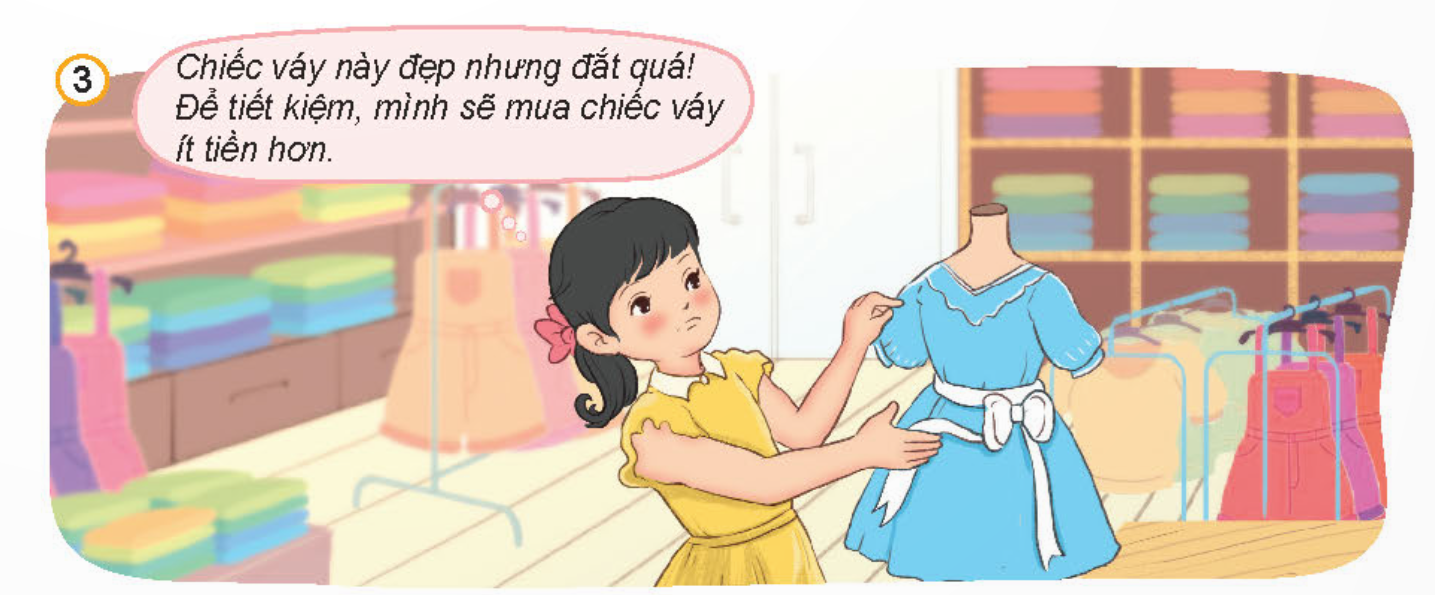 3
Chiếc váy này đẹp nhưng đắt quá!
Để tiết kiệm, mình sẽ mua chiếc váy
ít tiền hơn.